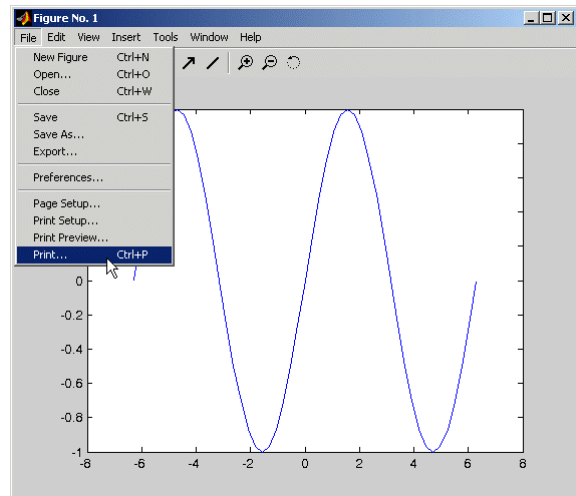 Figure No. 1
File Edit View Insert Tools Window Help
New Figure Ctrl+N
Open... Ctrl+O
Close Ctrl+W
Save Ctrl+S
Save As...
Export...
Preferences...
Page Setup...
Print Setup...
Print Preview...
Print... Ctrl+P
0
-0.2
-0.4
-0.6
-0.8
-1
-8 -6 -4 -2 0 2 4 6 8